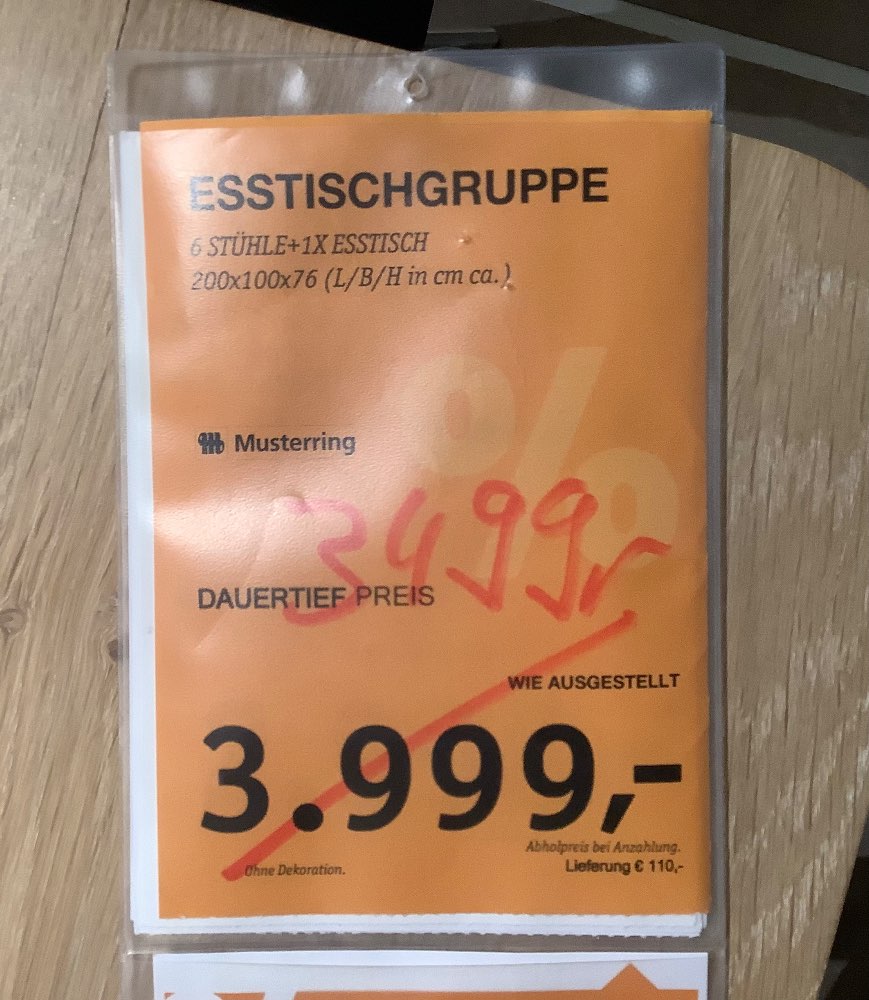 ESSTISCHGRUPPE
6 STÜHLE+1X ESSTISCH
200x100x76 (L/B/H in cm ca.)
%
Musterring
3499,-
DAUERTIEF PREIS
WIE AUSGESTELLT
3.999,-
Abholpreis bei Anzahlung.
Ohne Dekoration.
Lieferung € 110,-